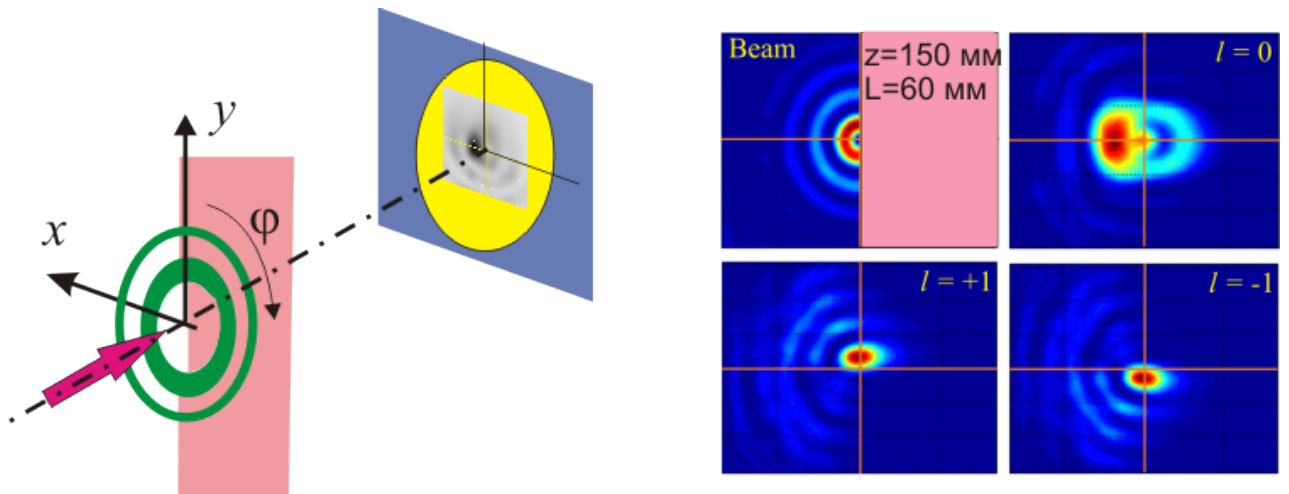 y
x
φ
Beam
z=150 мм
L=60 мм
l = 0
l = +1
l = -1